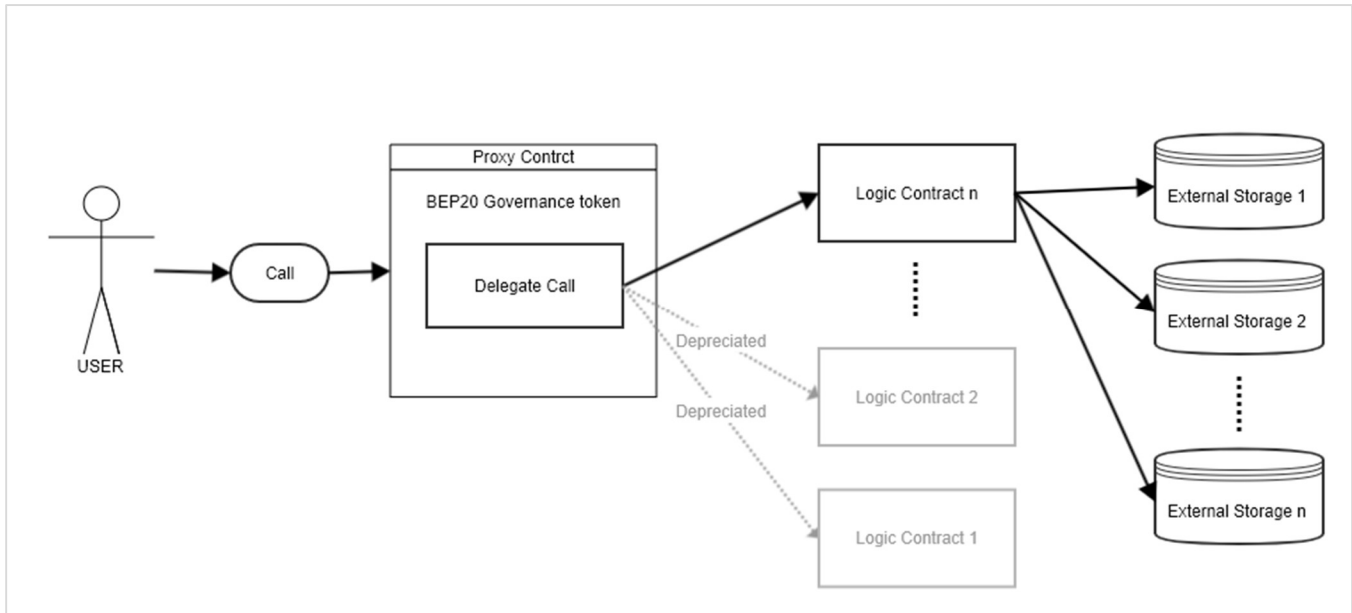 Proxy Contrct
BEP20 Governance token
Delegate Call
Call
USER
Depreciated
Depreciated
Logic Contract n
Logic Contract 2
Logic Contract 1
External Storage 1
External Storage 2
External Storage n